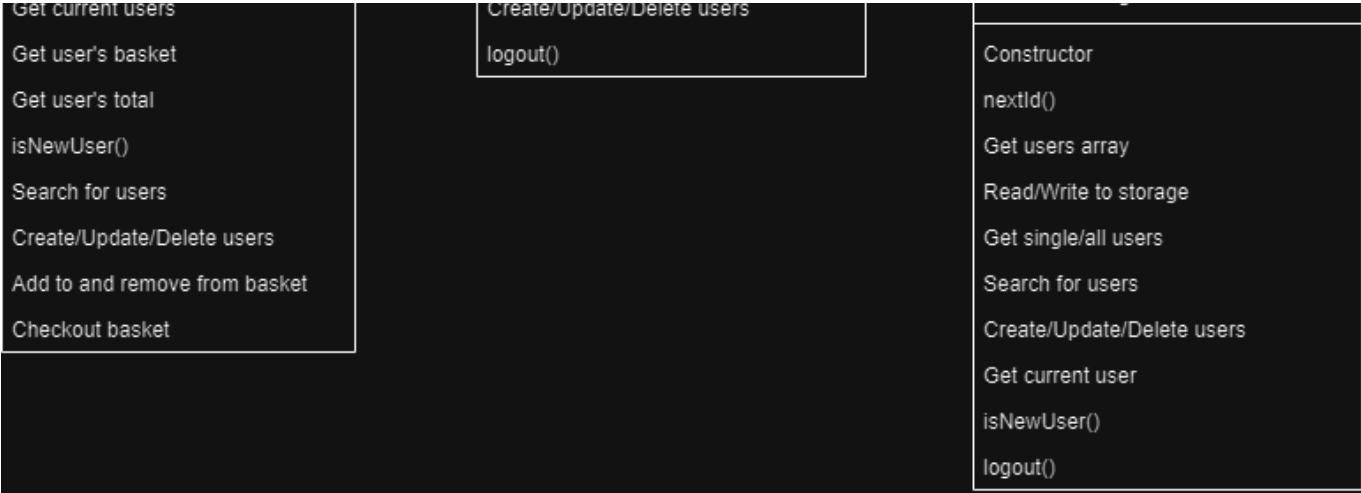 Get current users
Get user's basket
Get user's total
isNewUser()
Search for users
Create/Update/Delete users
Add to and remove from basket
Checkout basket
Create/Update/Delete users
logout()
Constructor
nextId()
Get users array
Read/Write to storage
Get single/all users
Search for users
Create/Update/Delete users
Get current user
isNewUser()
logout()